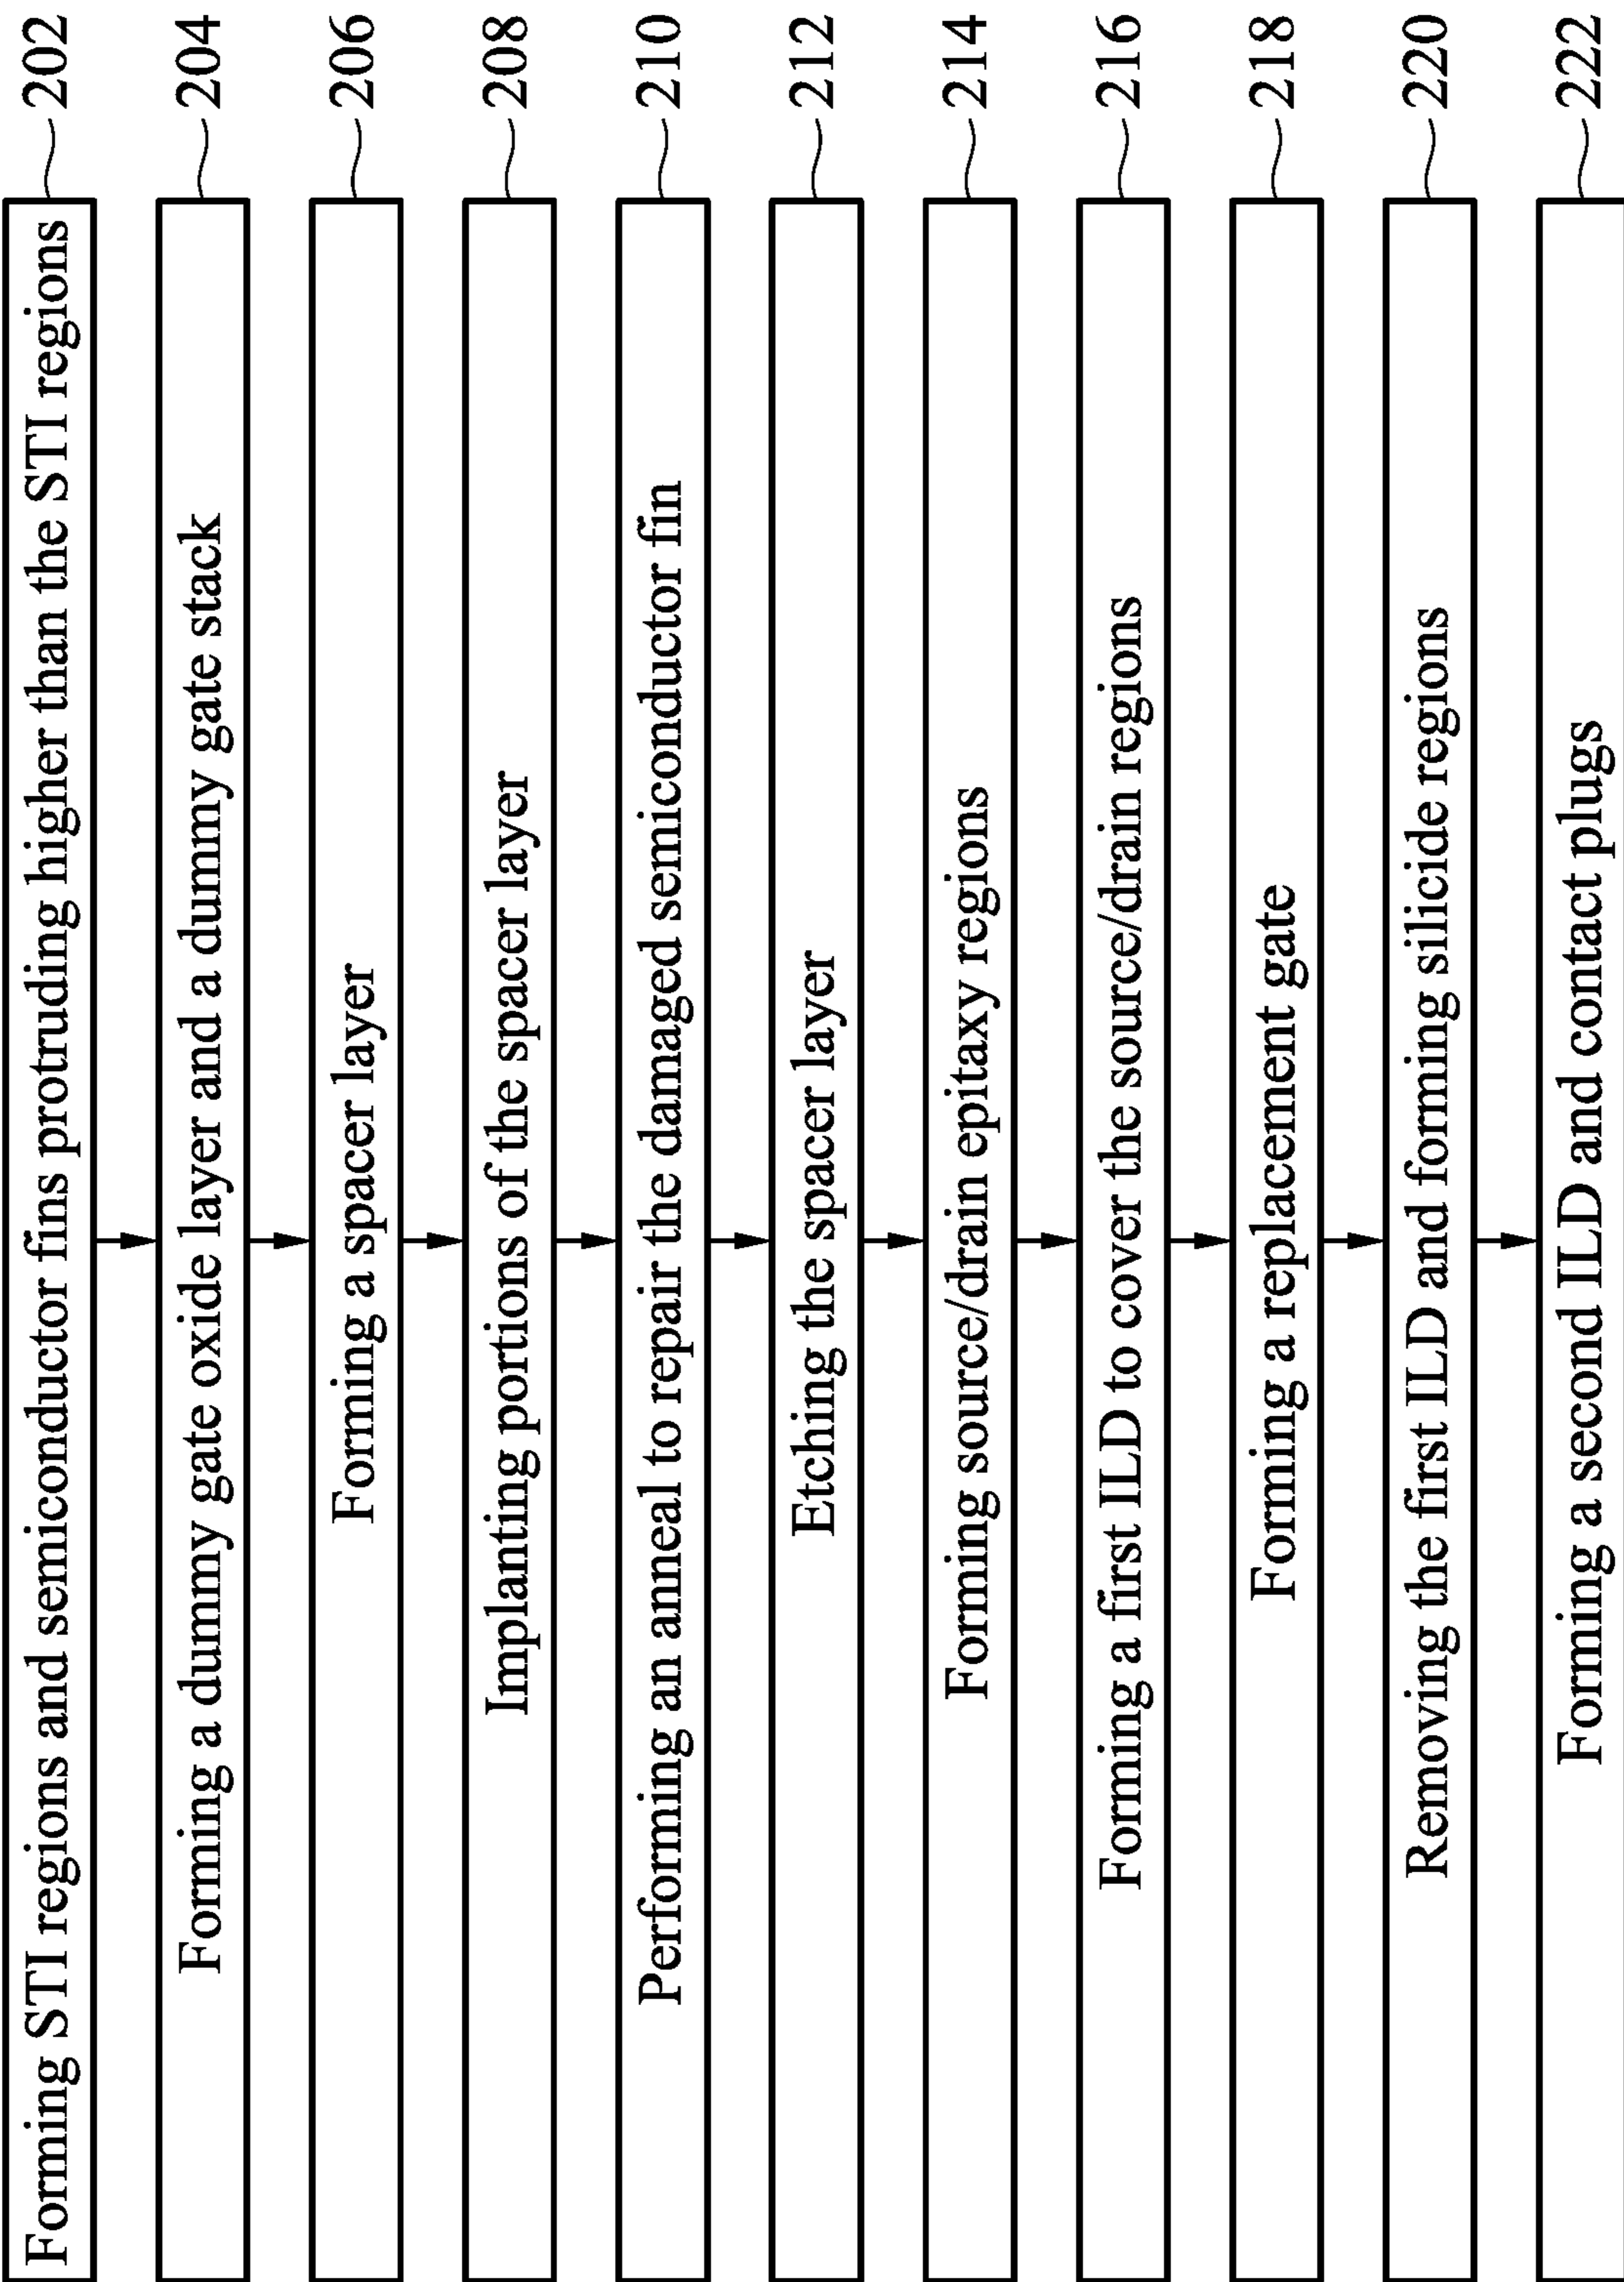 Forming STI regions and semiconductor fins protruding higher than the STI regions 202
Forming a dummy gate oxide layer and a dummy gate stack 204
Forming a spacer layer 206
Implanting portions of the spacer layer 208
Performing an anneal to repair the damaged semiconductor fin 210
Etching the spacer layer 212
Forming source/drain epitaxy regions 214
Forming a first ILD to cover the source/drain regions 216
Forming a replacement gate 218
Removing the first ILD and forming silicide regions 220
Forming a second ILD and contact plugs 222